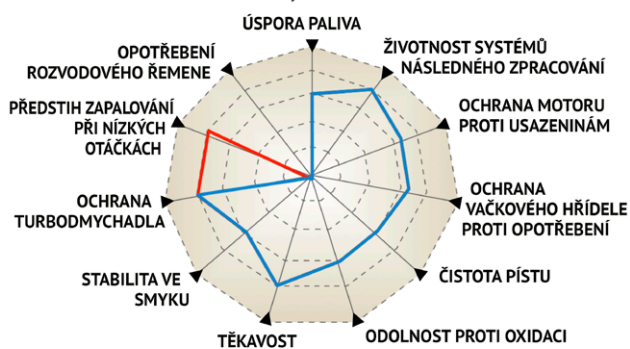 ÚSPORA PALIVA
ŽIVOTNOST SYSTÉMŮ
NÁSLEDNÉHO ZPRACOVÁNÍ
OCHRANA MOTORU
PROTI USAZENINÁM
OCHRANA
VAČKOVÉHO HŘÍDELE
PROTI OPOTŘEBENÍ
ČISTOTA PÍSTU
ODOLNOST PROTI OXIDACI
TĚKAVOST
STABILITA VE
SMYKU
OCHRANA
TURBODMYCHADLA
PŘEDSTIH ZAPALOVÁNÍ
PŘI NÍZKÝCH
OTÁČKÁCH
OPOTŘEBENÍ
ROZVODOVÉHO ŘEMENE